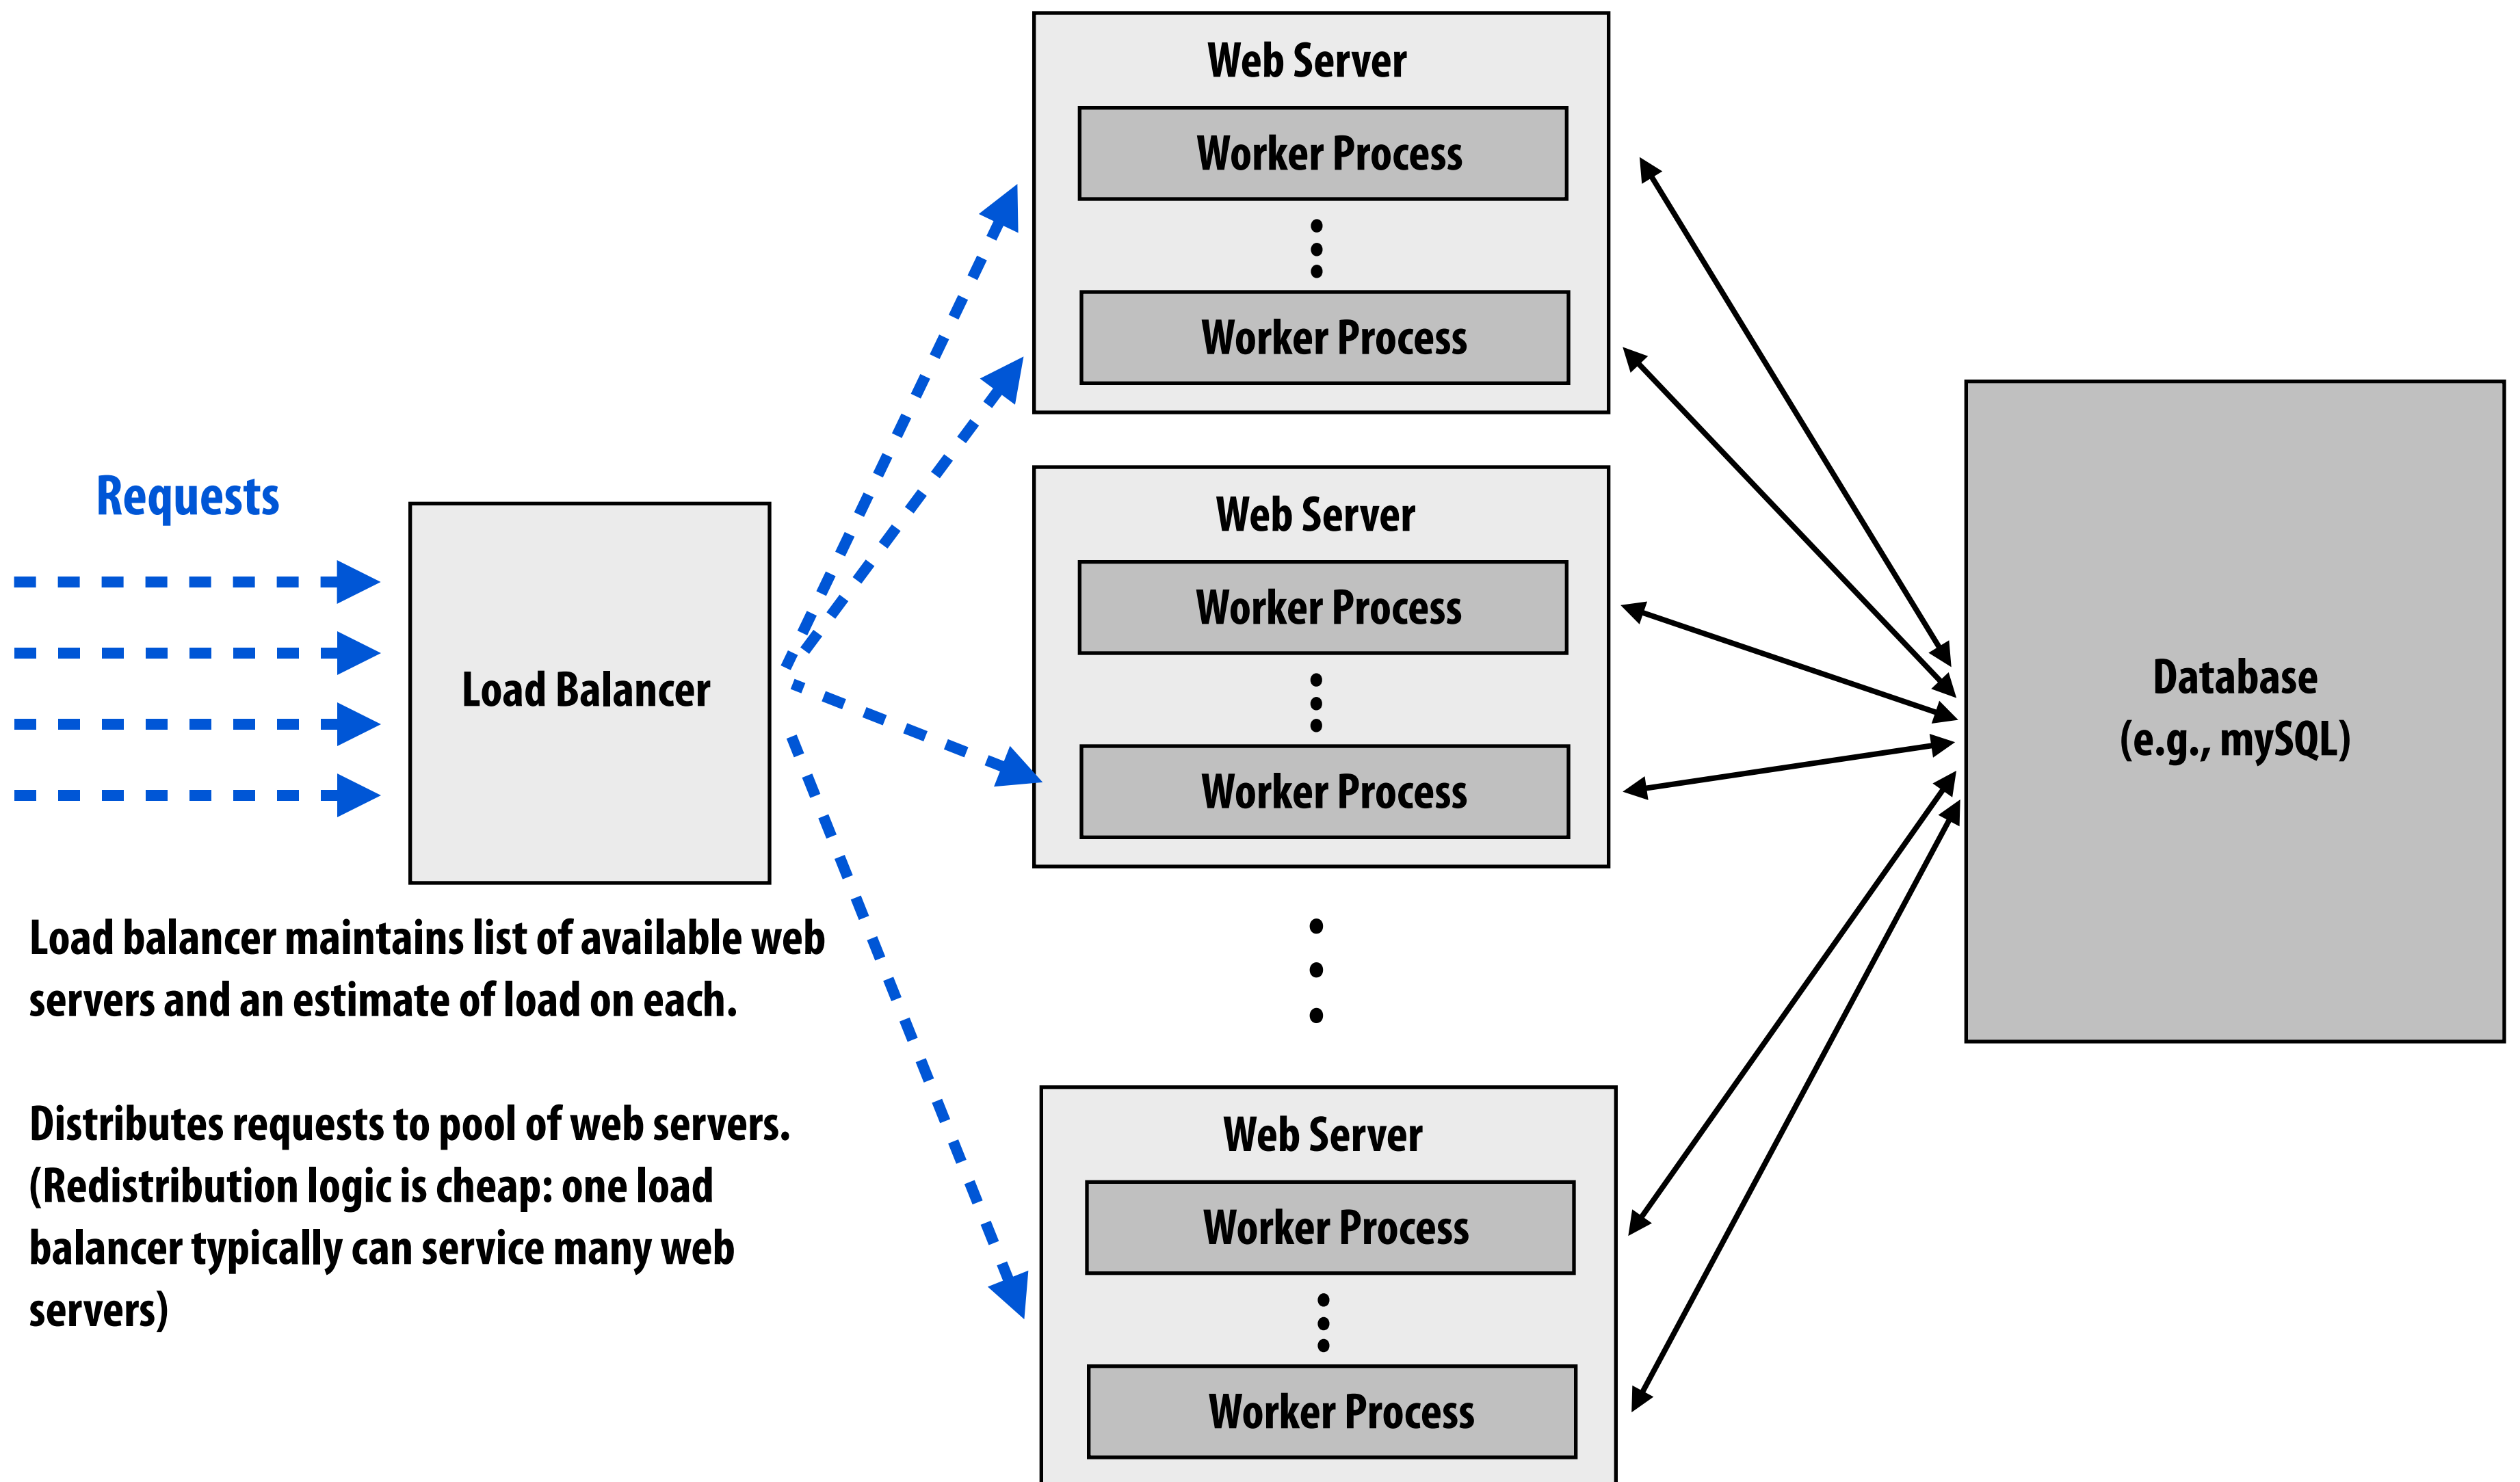 Requests
Load Balancer
Load balancer maintains list of available web
servers and an estimate of load on each.
Distributes requests to pool of web servers.
(Redistribution logic is cheap: one load
balancer typically can service many web
servers)
Web Server
Worker Process
Worker Process
Web Server
Worker Process
Worker Process
Web Server
Worker Process
Worker Process
Database
(e.g., mySQL)